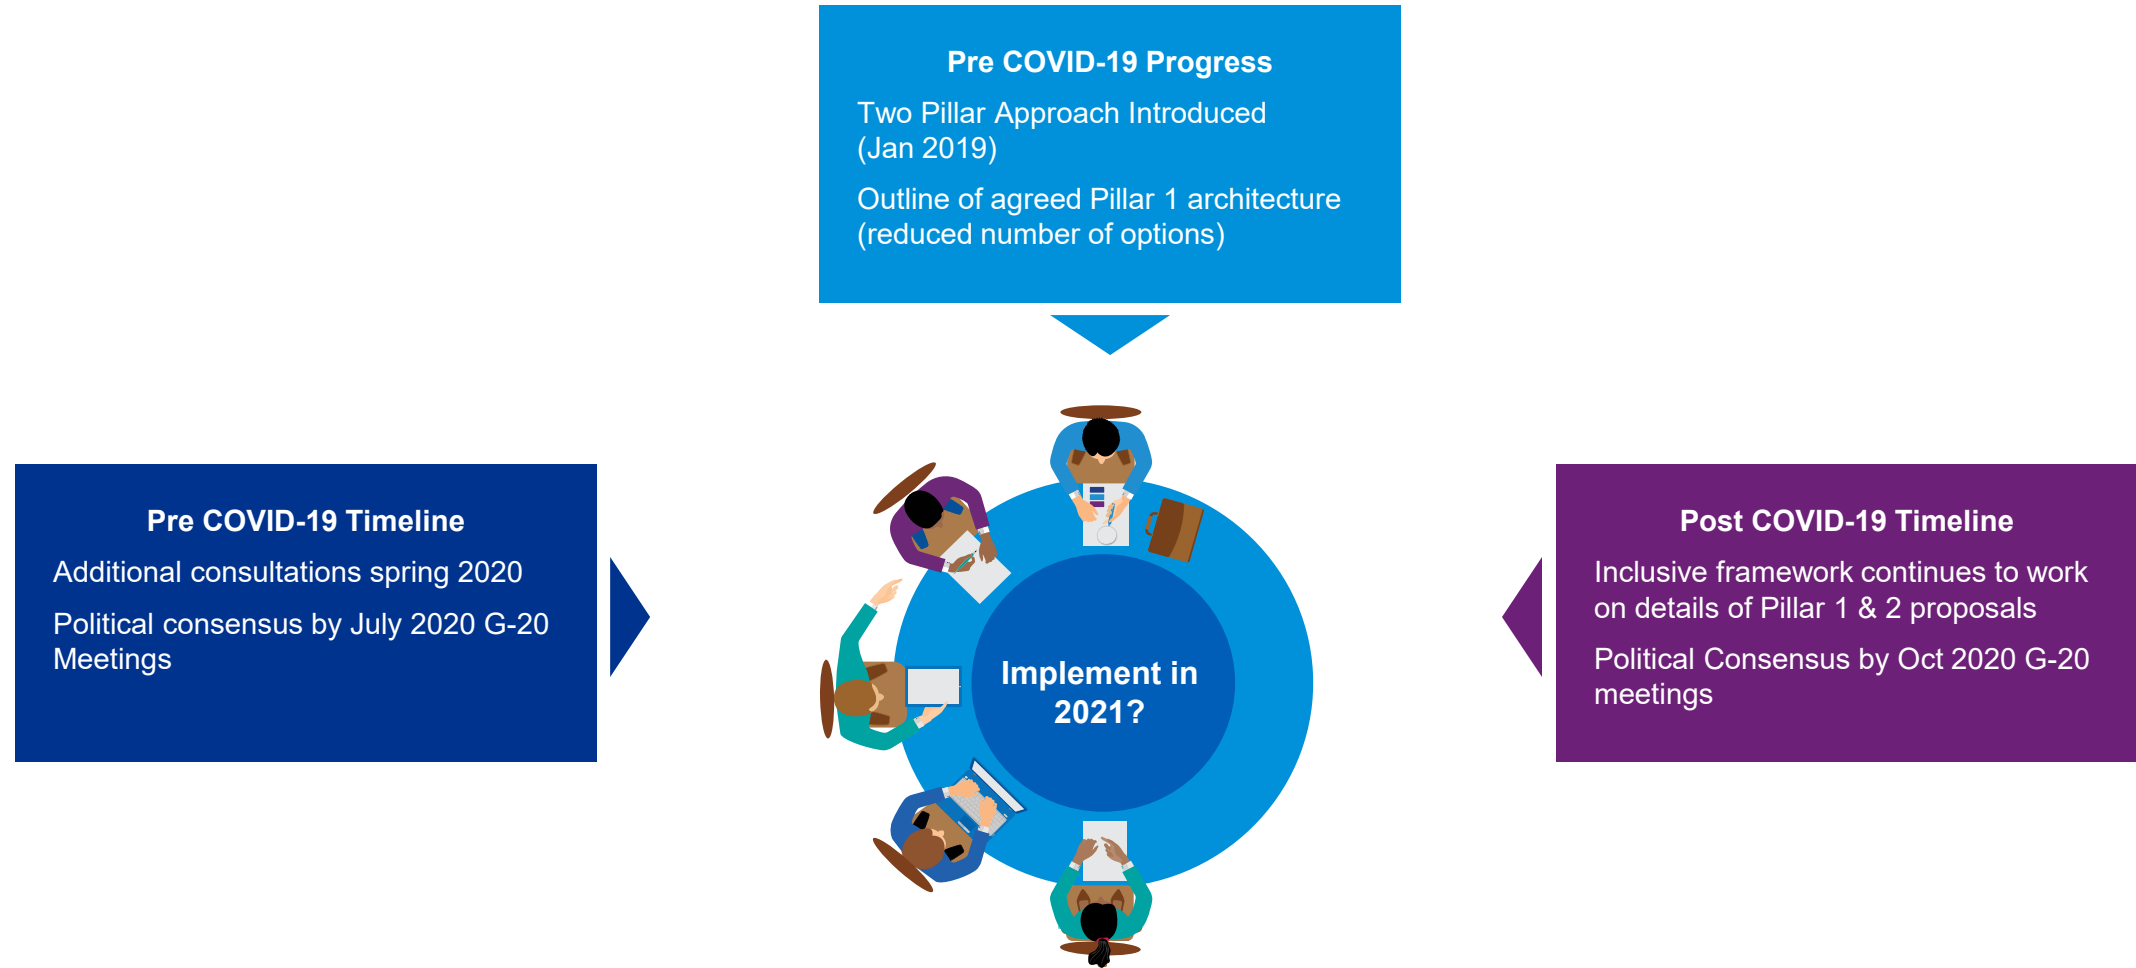 Pre COVID-19 Progress
Two Pillar Approach Introduced
(Jan 2019)
Outline of agreed Pillar 1 architecture
(reduced number of options)
Pre COVID-19 Timeline
Additional consultations spring 2020
Political consensus by July 2020 G-20
Meetings
Implement in
2021?
Post COVID-19 Timeline
Inclusive framework continues to work
on details of Pillar 1 & 2 proposals
Political Consensus by Oct 2020 G-20
meetings